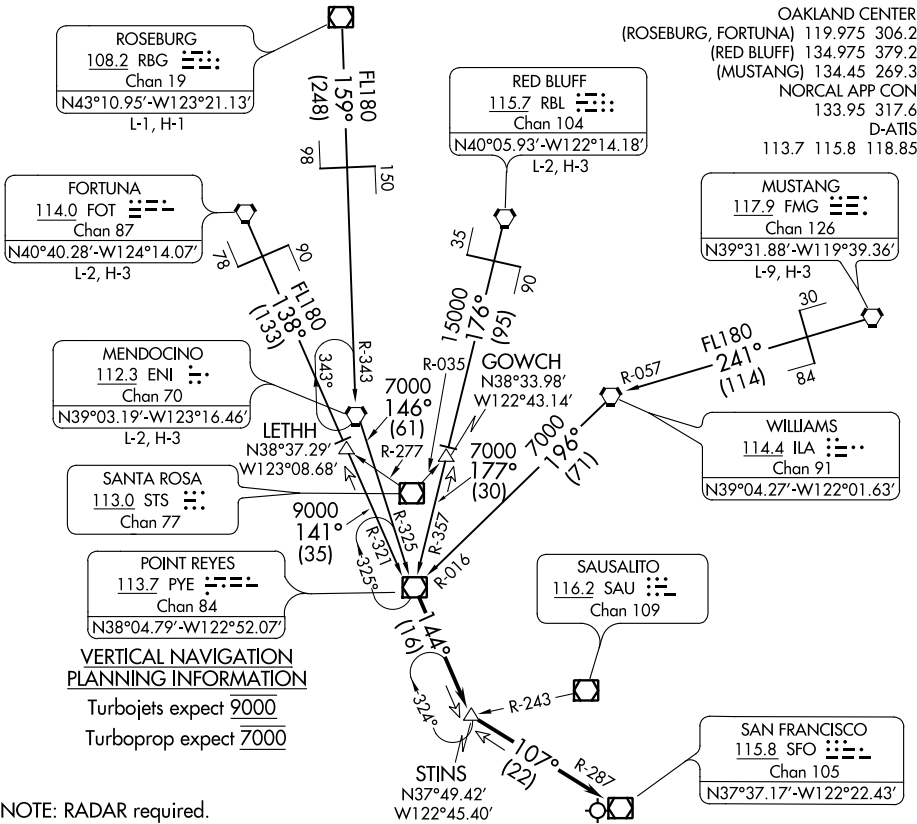 OAKLAND CENTER
(ROSEBURG, FORTUNA) 119.975 306.2
(RED BLUFF) 134.975 379.2
(MUSTANG) 134.45 269.3
NORCAL APP CON
133.95 317.6
D-ATIS
113.7 115.8 118.85
ROSEBURG
108.2 RBG
Chan 19
N43°10.95'-W123°21.13'
L-1, H-1
FL180
159°
(248)
98
150
RED BLUFF
115.7 RBL
Chan 104
N40°05.93'-W122°14.18'
L-2, H-3
35
90
15000
176°
(95)
FORTUNA
114.0 FOT
Chan 87
N40°40.28'-W124°14.07'
L-2, H-3
78
90
FL180
138°
(133)
MUSTANG
117.9 FMG
Chan 126
N39°31.88'-W119°39.36'
L-9, H-3
30
84
FL180
241°
(114)
R-057
MENDOCINO
112.3 ENI
Chan 70
N39°03.19'-W123°16.46'
L-2, H-3
343°
R-343
7000
146°
(61)
R-035
GOWCH
N38°33.98'
W122°43.14'
LETHH
N38°37.29'
W123°08.68'
R-277
7000
177°
(30)
7000
196°
(71)
WILLIAMS
114.4 ILA
Chan 91
N39°04.27'-W122°01.63'
SANTA ROSA
113.0 STS
Chan 77
9000
141°
(35)
R-321
R-325
R-357
R-016
325°
POINT REYES
113.7 PYE
Chan 84
N38°04.79'-W122°52.07'
SAUSALITO
116.2 SAU
Chan 109
144°
(16)
324°
R-243
VERTICAL NAVIGATION
PLANNING INFORMATION
Turbojets expect 9000
Turboprop expect 7000
STINS
N37°49.42'
W122°45.40'
107°
(22)
R-287
SAN FRANCISCO
115.8 SFO
Chan 105
N37°37.17'-W122°22.43'
NOTE: RADAR required.